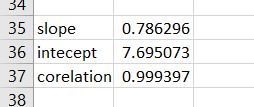 34
35 slope 0.786296
36 intecept 7.695073
37 corelation 0.999397
38